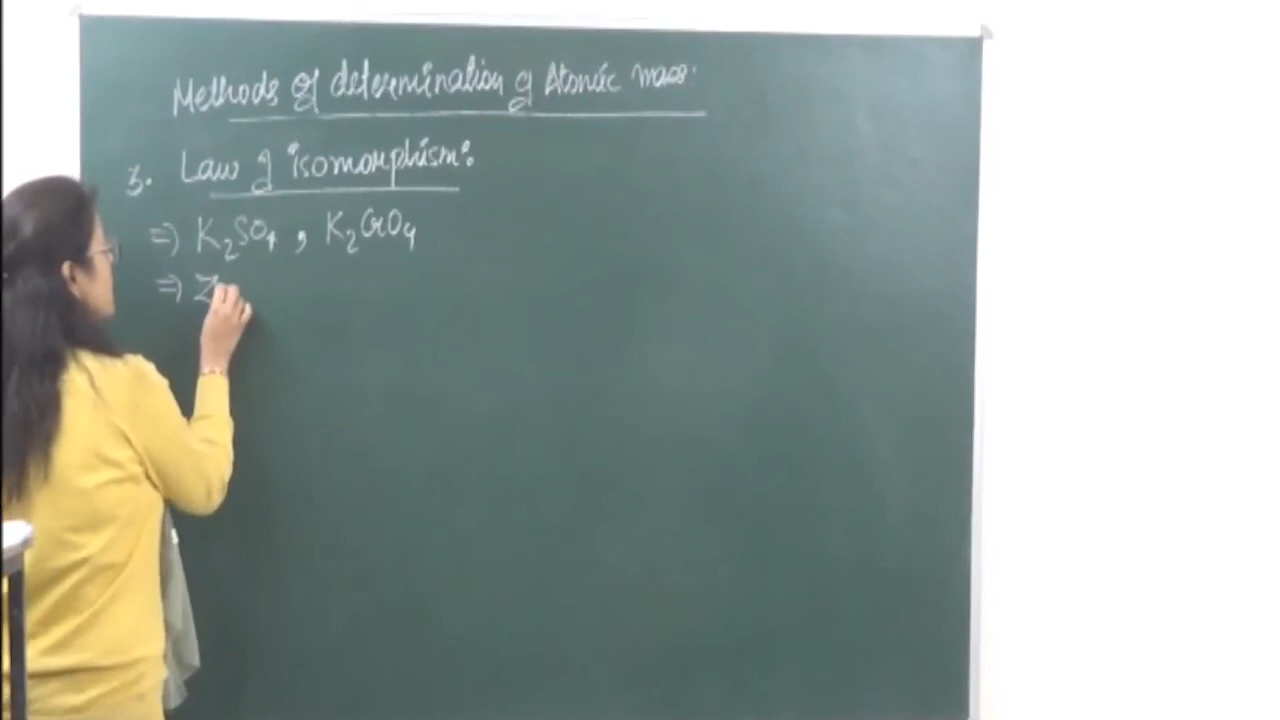 Methods of determination of Atomic mass.
3. Law of isomorphism:
⇒ K₂SO₄ , K₂CrO₄
⇒ Z